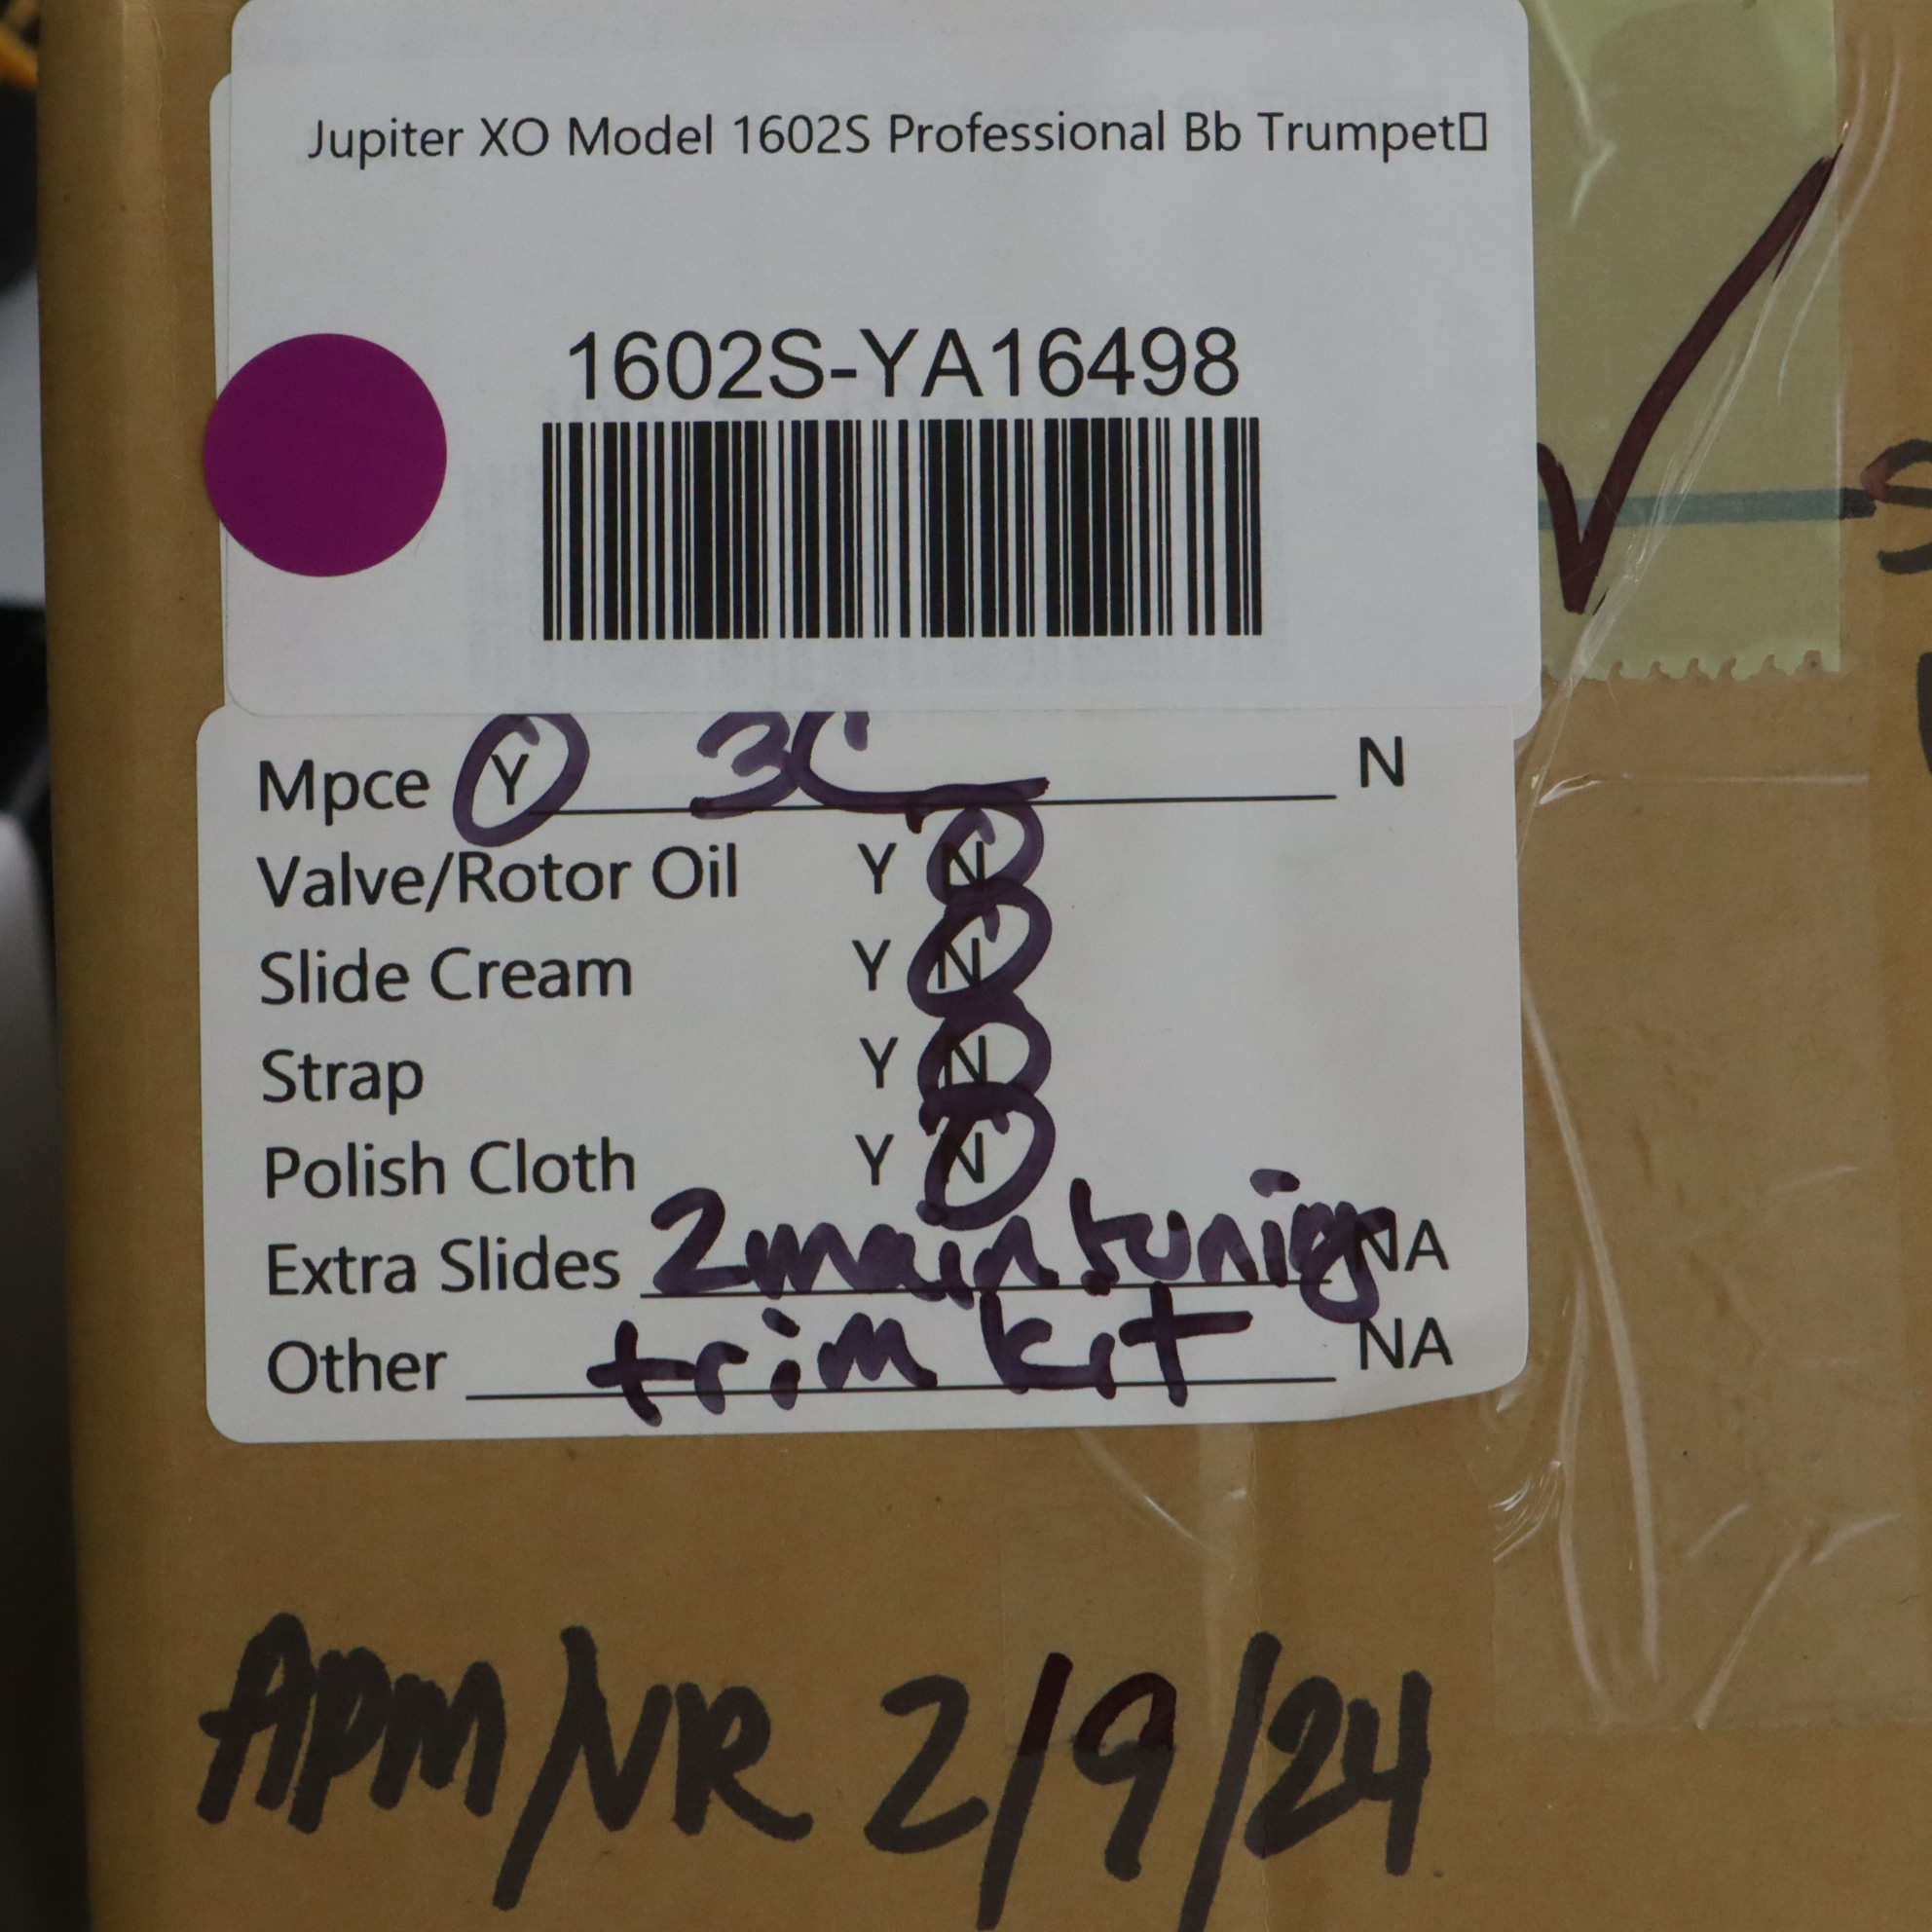 Jupiter XO Model 1602S Professional Bb Trumpet□
1602S-YA16498
Mpce Y 3C N
Valve/Rotor Oil Y N
Slide Cream Y N
Strap Y N
Polish Cloth Y N
Extra Slides 2 main tuning NA
Other trim kit NA
APM/NR 2/9/24